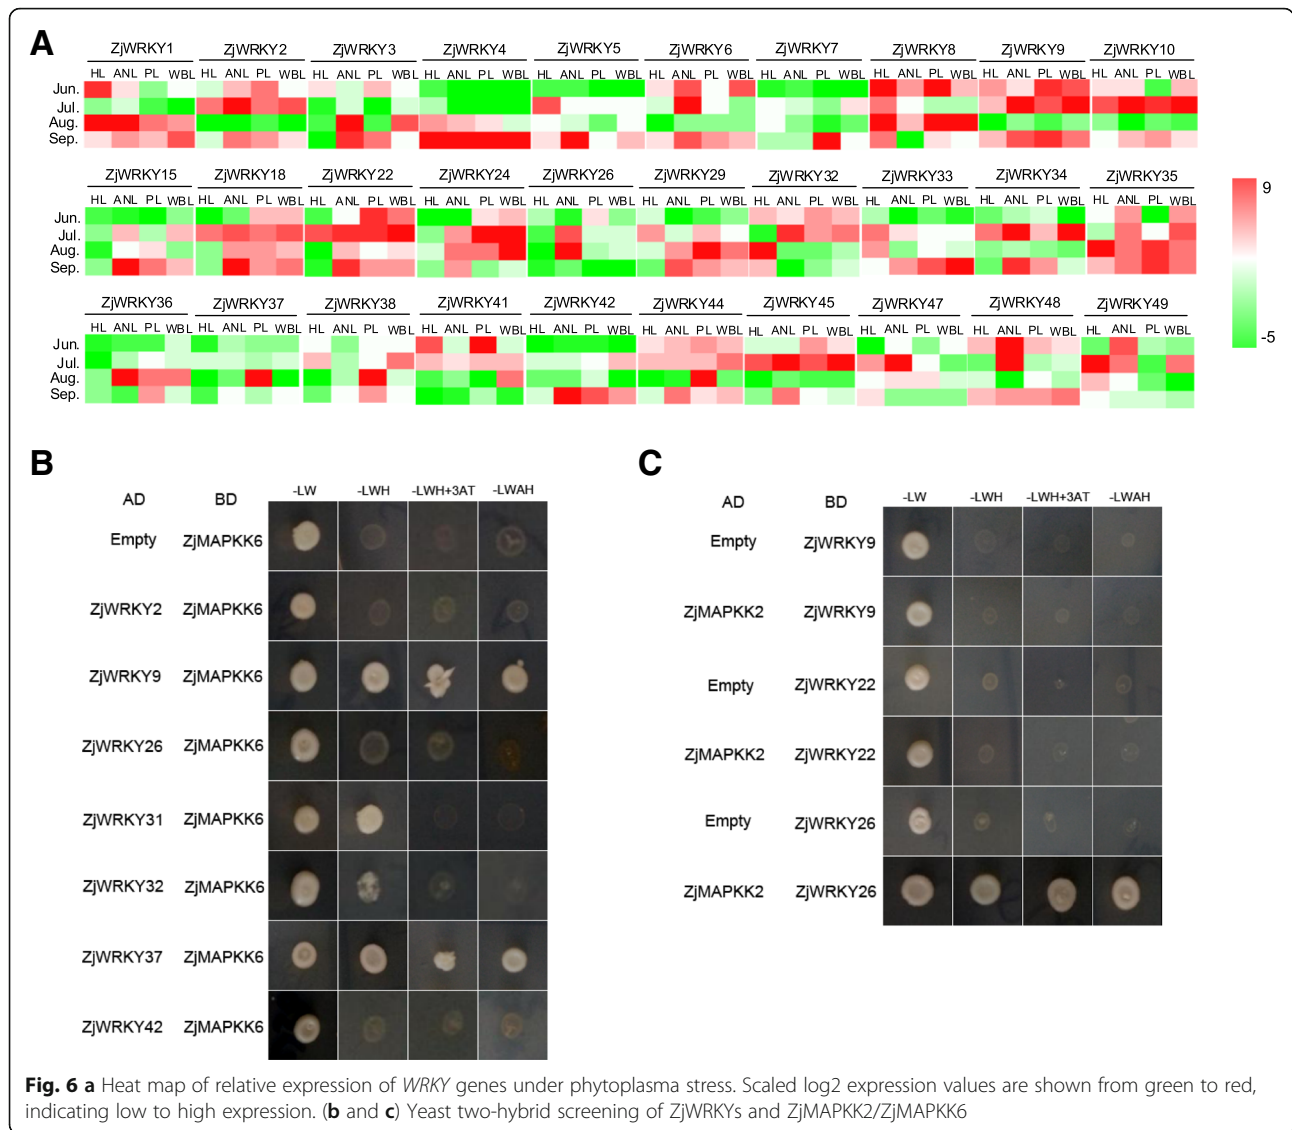 A
ZjWRKY1 ZjWRKY2 ZjWRKY3 ZjWRKY4 ZjWRKY5 ZjWRKY6 ZjWRKY7 ZjWRKY8 ZjWRKY9 ZjWRKY10
HL ANL PL WBL HL ANL PL WBL HL ANL PL WBL HL ANL PL WBL HL ANL PL WBL HL ANL PL WBL HL ANL PL WBL HL ANL PL WBL HL ANL PL WBL HL ANL PL WBL
Jun.
Jul.
Aug.
Sep.
ZjWRKY15 ZjWRKY18 ZjWRKY22 ZjWRKY24 ZjWRKY26 ZjWRKY29 ZjWRKY32 ZjWRKY33 ZjWRKY34 ZjWRKY35
HL ANL PL WBL HL ANL PL WBL HL ANL PL WBL HL ANL PL WBL HL ANL PL WBL HL ANL PL WBL HL ANL PL WBL HL ANL PL WBL HL ANL PL WBL HL ANL PL WBL
Jun.
Jul.
Aug.
Sep.
9
-5
ZjWRKY36 ZjWRKY37 ZjWRKY38 ZjWRKY41 ZjWRKY42 ZjWRKY44 ZjWRKY45 ZjWRKY47 ZjWRKY48 ZjWRKY49
HL ANL PL WBL HL ANL PL WBL HL ANL PL WBL HL ANL PL WBL HL ANL PL WBL HL ANL PL WBL HL ANL PL WBL HL ANL PL WBL HL ANL PL WBL HL ANL PL WBL
Jun.
Jul.
Aug.
Sep.
B
AD BD -LW -LWH -LWH+3AT -LWAH
Empty ZjMAPKK6
ZjWRKY2 ZjMAPKK6
ZjWRKY9 ZjMAPKK6
ZjWRKY26 ZjMAPKK6
ZjWRKY31 ZjMAPKK6
ZjWRKY32 ZjMAPKK6
ZjWRKY37 ZjMAPKK6
ZjWRKY42 ZjMAPKK6
C
AD BD -LW -LWH -LWH+3AT -LWAH
Empty ZjWRKY9
ZjMAPKK2 ZjWRKY9
Empty ZjWRKY22
ZjMAPKK2 ZjWRKY22
Empty ZjWRKY26
ZjMAPKK2 ZjWRKY26
Fig. 6 a Heat map of relative expression of WRKY genes under phytoplasma stress. Scaled log2 expression values are shown from green to red,
indicating low to high expression. (b and c) Yeast two-hybrid screening of ZjWRKYs and ZjMAPKK2/ZjMAPKK6